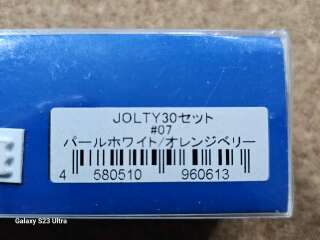 JOLTY30セット
#07
パールホワイト/オレンジベリー
4 580510 960613
Galaxy S23 Ultra